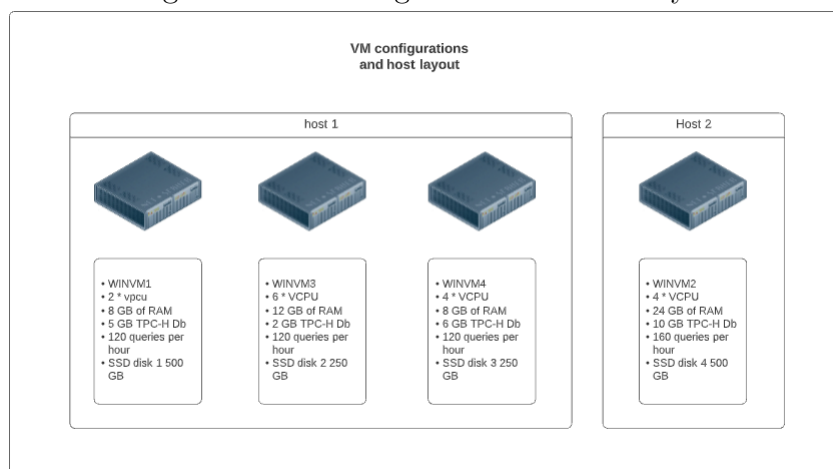 VM configurations
and host layout
host 1
Host 2
• WINVM1
• 2 * vpcu
• 8 GB of RAM
• 5 GB TPC-H Db
• 120 queries per
hour
• SSD disk 1 500
GB
• WINVM3
• 6 * VCPU
• 12 GB of RAM
• 2 GB TPC-H Db
• 120 queries per
hour
• SSD disk 2 250
GB
• WINVM4
• 4 * VCPU
• 8 GB of RAM
• 6 GB TPC-H Db
• 120 queries per
hour
• SSD disk 3 250
GB
• WINVM2
• 4 * VCPU
• 24 GB of RAM
• 10 GB TPC-H Db
• 160 queries per
hour
• SSD disk 4 500
GB